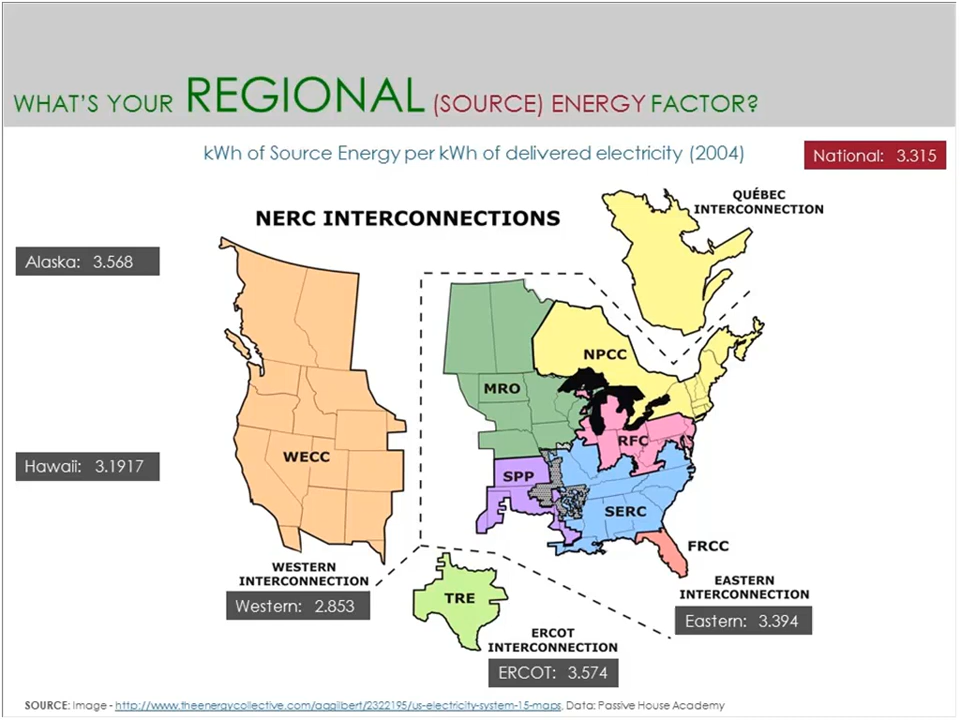 WHAT'S YOUR REGIONAL (SOURCE) ENERGY FACTOR?
kWh of Source Energy per kWh of delivered electricity (2004)
National: 3.315
QUÉBEC
INTERCONNECTION
NERC INTERCONNECTIONS
Alaska: 3.568
NPCC
MRO
RFC
WECC
Hawaii: 3.1917
SPP
SERC
FRCC
WESTERN
INTERCONNECTION
Western: 2.853
EASTERN
INTERCONNECTION
Eastern: 3.394
TRE
ERCOT
INTERCONNECTION
ERCOT: 3.574
SOURCE: Image - http://www.theenergycollective.com/aggilbert/2322195/us-electricity-system-15-maps, Data: Passive House Academy